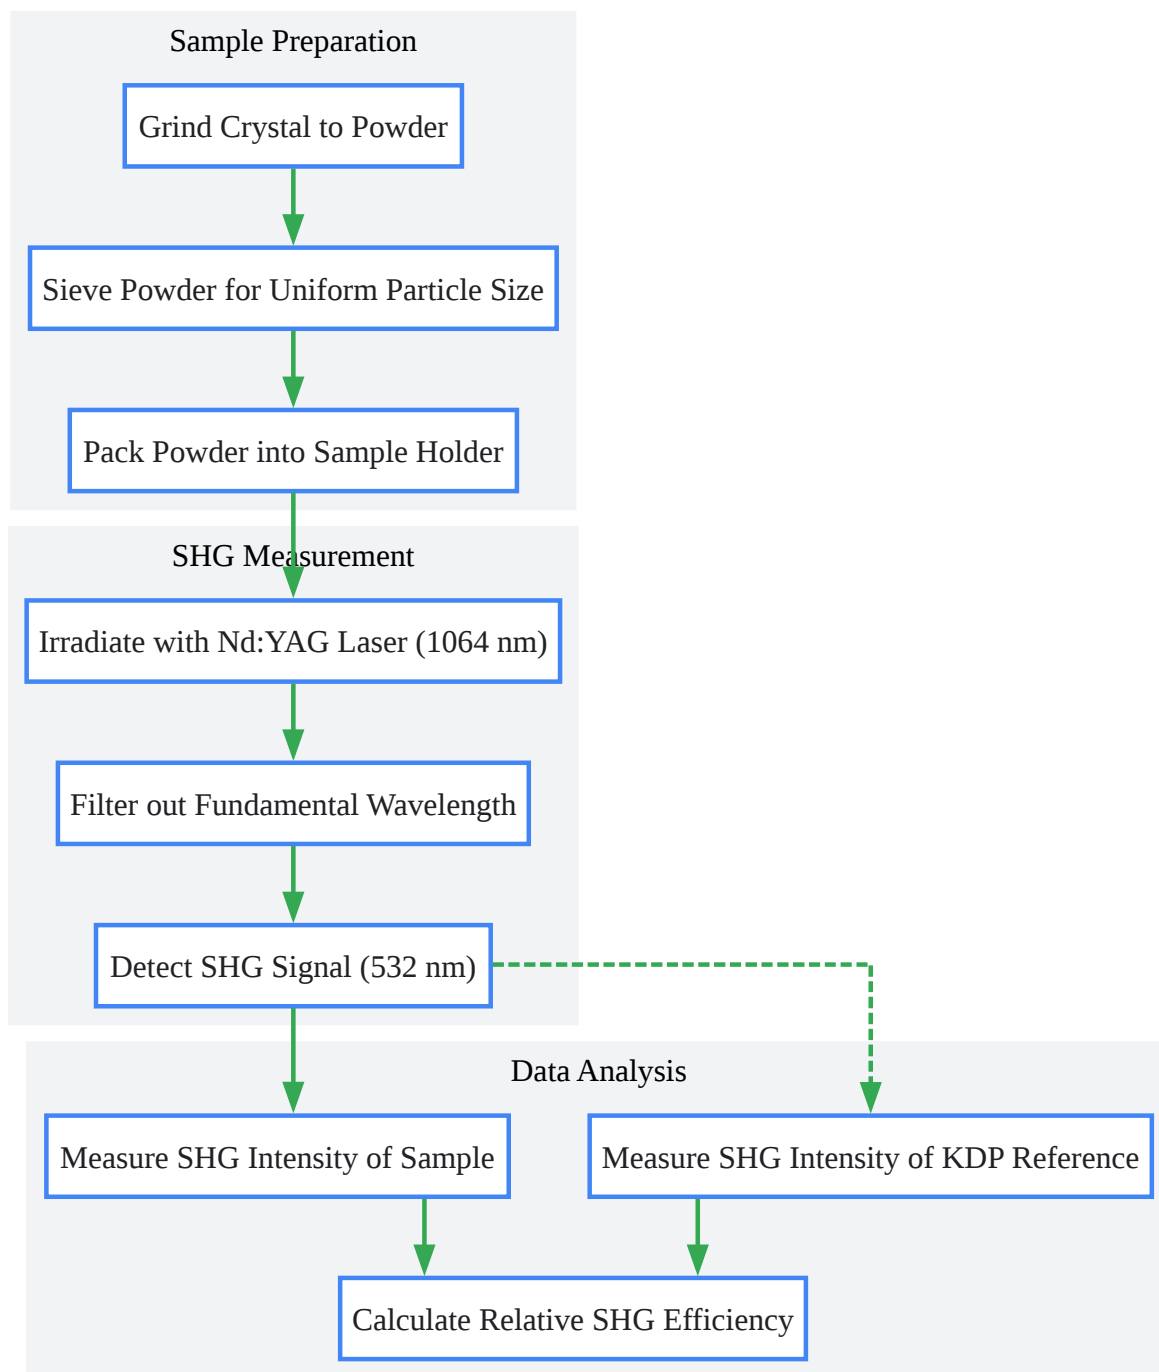 Sample Preparation
Grind Crystal to Powder
Sieve Powder for Uniform Particle Size
Pack Powder into Sample Holder
SHG Measurement
Irradiate with Nd:YAG Laser (1064 nm)
Filter out Fundamental Wavelength
Detect SHG Signal (532 nm)
Data Analysis
Measure SHG Intensity of Sample
Measure SHG Intensity of KDP Reference
Calculate Relative SHG Efficiency